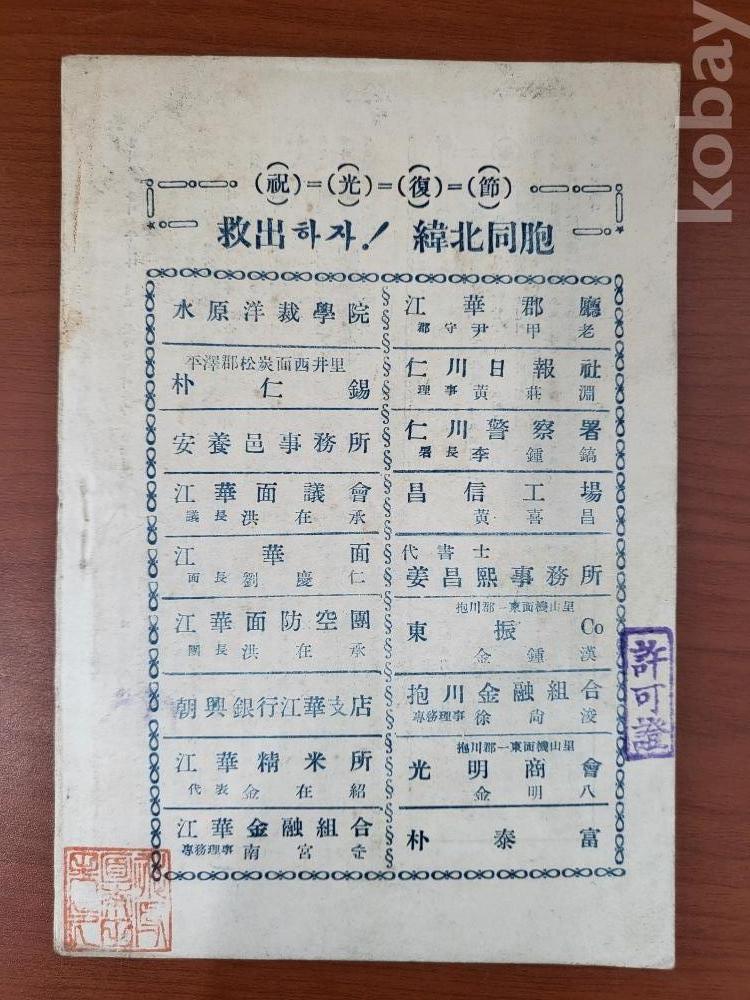 (祝)=(光)=(復)=(節)
救出하자! 緯北同胞
水原洋裁學院
平澤郡松炭面西井里
朴仁錫
安養邑事務所
江華面議會
議長 洪在承
江華面
面長 劉慶仁
江華面防空團
團長 洪在承
朝興銀行江華支店
江華精米所
代表 金在紹
江華金融組合
専務理事 南宮
江華郡廳
郡守 尹甲老
仁川日報社
理事 黃莊淵
仁川警察署
署長 李鍾鎬
昌信工場
黃喜昌
代書士
姜昌熙事務所
抱川郡一東面機山里
東振Co
金鍾漢
抱川金融組合
専務理事 徐尙浚
抱川郡一東面機山里
光明商會
金明八
朴泰富
許可證
kobay